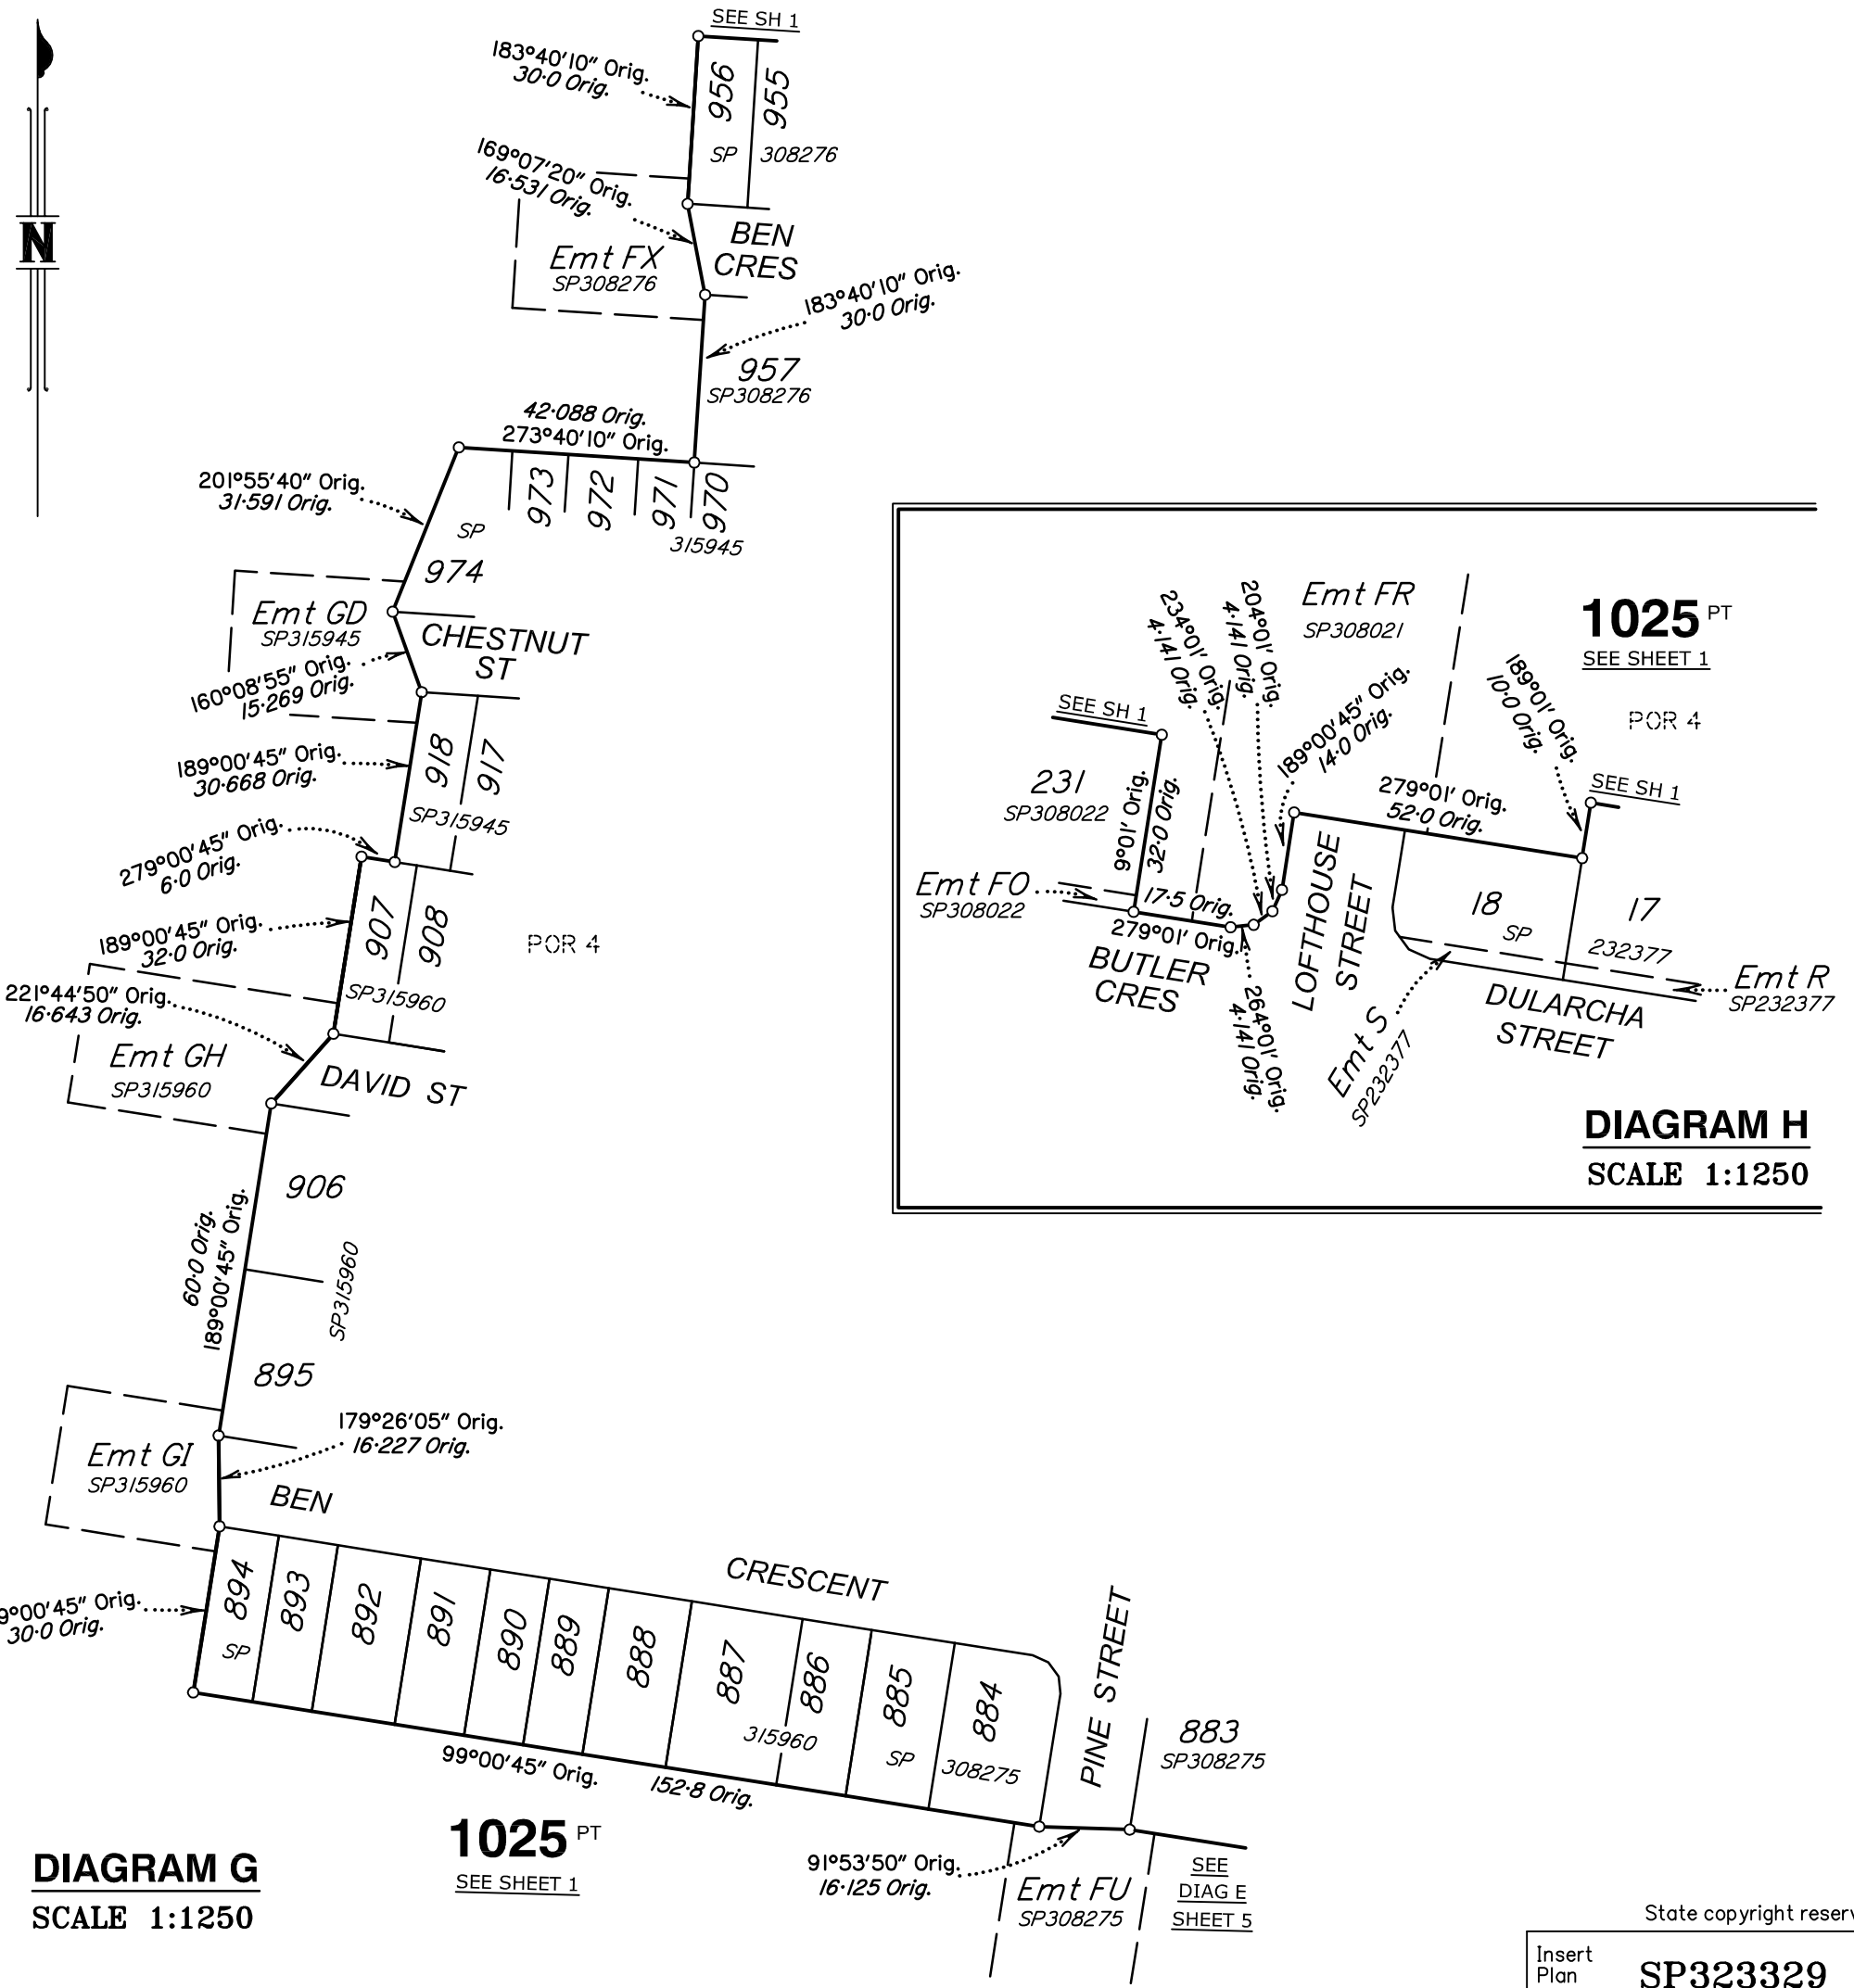 SEE SH 1
183°40'10" Orig.
30·0 Orig.
956
955
SP 308276
169°07'20" Orig.
16·531 Orig.
N
BEN
CRES
Emt FX
SP308276
183°40'10" Orig.
30·0 Orig.
957
SP308276
42·088 Orig.
273°40'10" Orig.
201°55'40" Orig.
31·591 Orig.
973
972
971
970
SP
315945
974
Emt GD
SP315945
CHESTNUT
ST
160°08'55" Orig.
15·269 Orig.
918
917
189°00'45" Orig.
30·668 Orig.
SP315945
279°00'45" Orig.
6·0 Orig.
907
908
189°00'45" Orig.
32·0 Orig.
POR 4
SP315960
221°44'50" Orig.
16·643 Orig.
Emt GH
SP315960
DAVID ST
906
60·0 Orig.
189°00'45" Orig.
SP315960
895
179°26'05" Orig.
16·227 Orig.
Emt GI
SP315960
BEN
CRESCENT
9°00'45" Orig.
30·0 Orig.
894
SP
893
892
891
890
889
888
887
886
315960
885
SP
884
308275
PINE STREET
883
SP308275
99°00'45" Orig.
152·8 Orig.
1025 PT
SEE SHEET 1
91°53'50" Orig.
16·125 Orig.
Emt FU
SP308275
SEE
DIAG E
SHEET 5
DIAGRAM G
SCALE 1:1250
Emt FR
SP308021
1025 PT
SEE SHEET 1
POR 4
204°01' Orig.
4·141 Orig.
234°01' Orig.
4·141 Orig.
189°00'45" Orig.
14·0 Orig.
189°01' Orig.
10·0 Orig.
SEE SH 1
SEE SH 1
231
SP308022
9°01' Orig.
32·0 Orig.
279°01' Orig.
52·0 Orig.
Emt FO
SP308022
17·5 Orig.
279°01' Orig.
BUTLER
CRES
264°01' Orig.
4·141 Orig.
LOFTHOUSE
STREET
18
SP
17
232377
Emt R
SP232377
DULARCHA
STREET
Emt S
SP232377
DIAGRAM H
SCALE 1:1250
State copyright reserv
Insert
Plan
SP323329